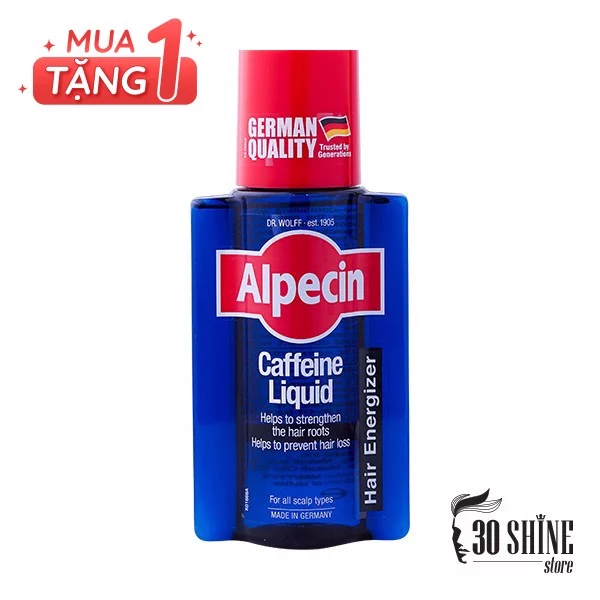 MUA 1
TẶNG 1
GERMAN
QUALITY
Trusted by
Generations
DR. WOLFF · est. 1905
Alpecin
Caffeine
Liquid
Helps to strengthen
the hair roots
Helps to prevent hair loss
Hair Energizer
For all scalp types
MADE IN GERMANY
30 SHINE
store